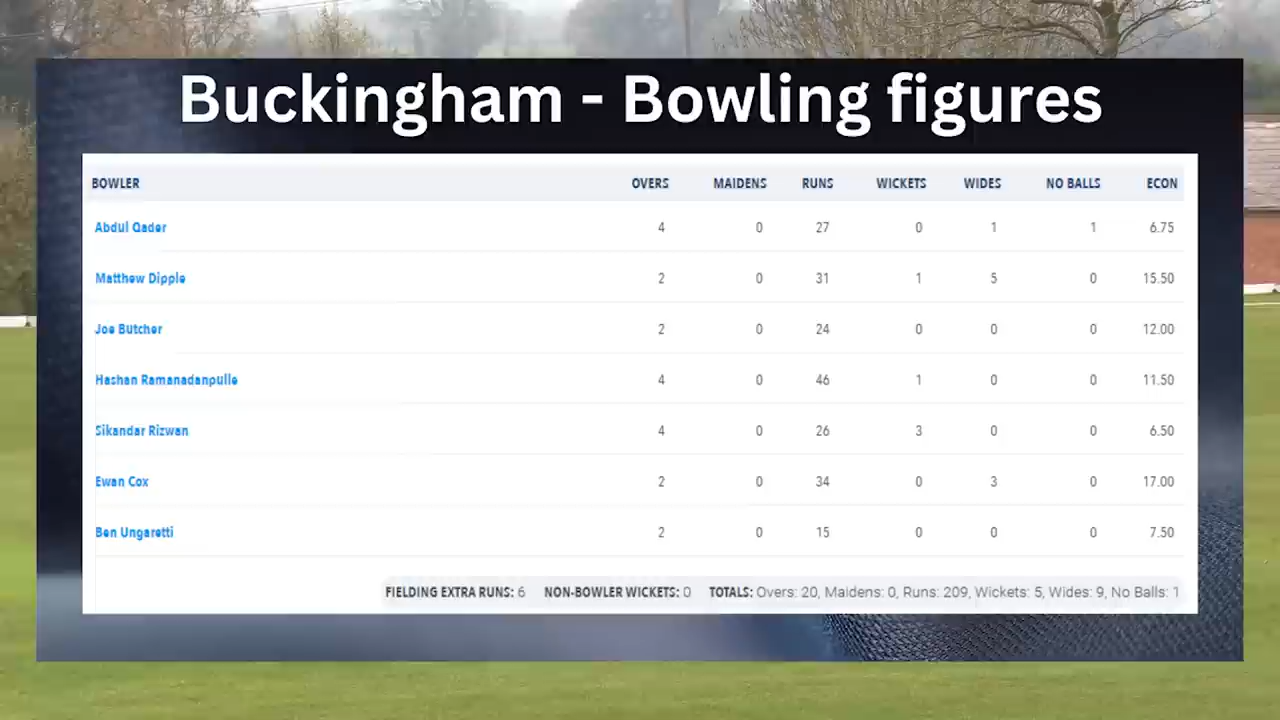 Buckingham - Bowling figures
BOWLER OVERS MAIDENS RUNS WICKETS WIDES NO BALLS ECON
Abdul Qader 4 0 27 0 1 1 6.75
Matthew Dipple 2 0 31 1 5 0 15.50
Joe Butcher 2 0 24 0 0 0 12.00
Hashan Ramanadanpulle 4 0 46 1 0 0 11.50
Sikandar Rizwan 4 0 26 3 0 0 6.50
Ewan Cox 2 0 34 0 3 0 17.00
Ben Ungaretti 2 0 15 0 0 0 7.50
FIELDING EXTRA RUNS: 6 NON-BOWLER WICKETS: 0 TOTALS: Overs: 20, Maidens: 0, Runs: 209, Wickets: 5, Wides: 9, No Balls: 1